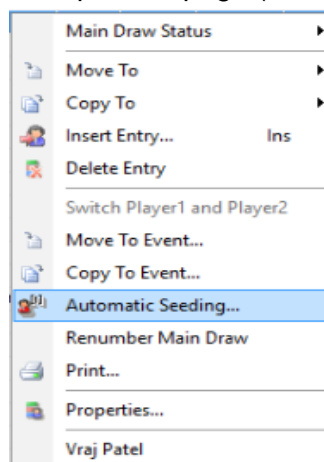 Main Draw Status
Move To
Copy To
Insert Entry... Ins
Delete Entry
Switch Player1 and Player2
Move To Event...
Copy To Event...
Automatic Seeding...
Renumber Main Draw
Print...
Properties...
Vraj Patel